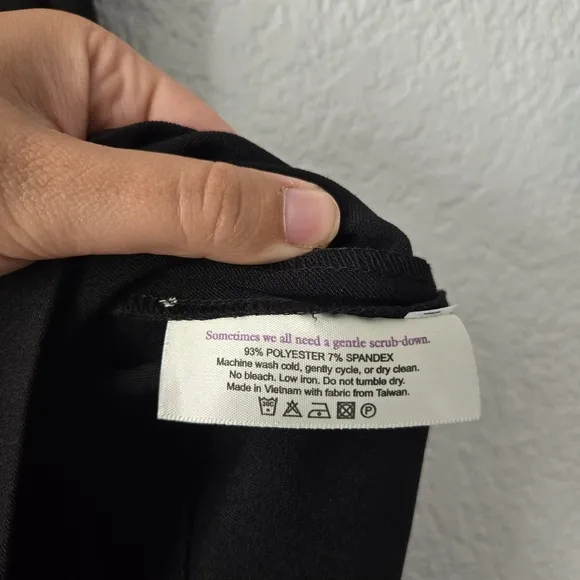 Sometimes we all need a gentle scrub-down.
93% POLYESTER 7% SPANDEX
Machine wash cold, gently cycle, or dry clean.
No bleach. Low iron. Do not tumble dry.
Made in Vietnam with fabric from Taiwan.
30C P